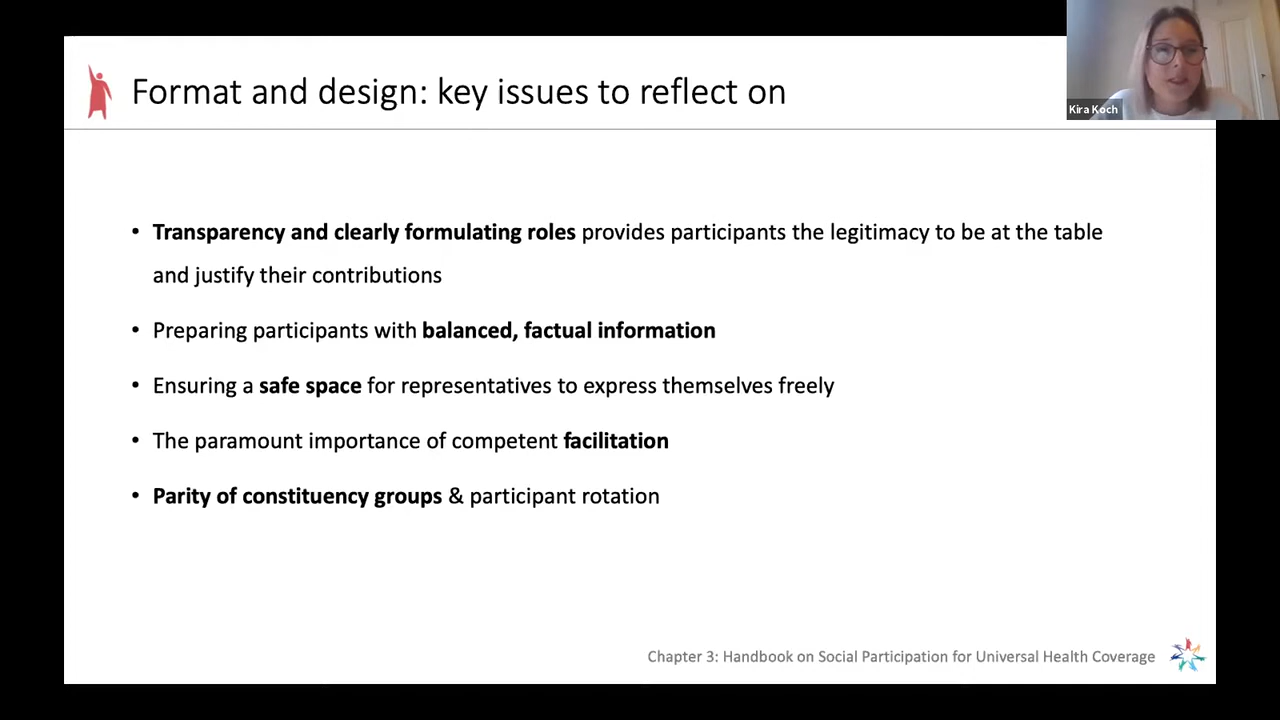 Format and design: key issues to reflect on
Kira Koch
• Transparency and clearly formulating roles provides participants the legitimacy to be at the table
and justify their contributions
• Preparing participants with balanced, factual information
• Ensuring a safe space for representatives to express themselves freely
• The paramount importance of competent facilitation
• Parity of constituency groups & participant rotation
Chapter 3: Handbook on Social Participation for Universal Health Coverage